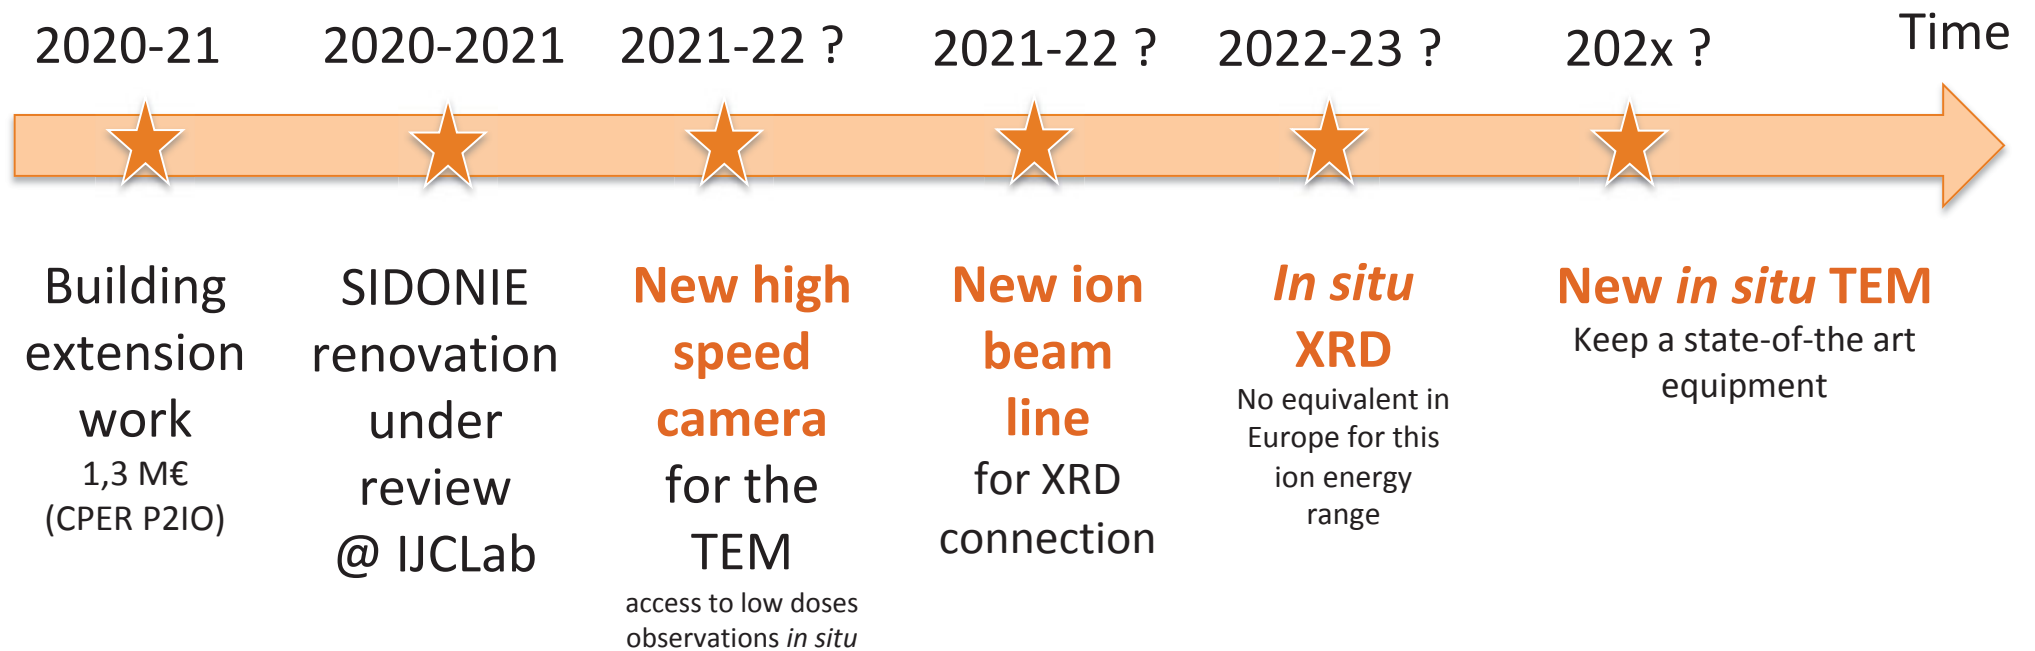 2020-21
2020-2021
2021-22 ?
2021-22 ?
2022-23 ?
202x ?
Time
Building
extension
work
1,3 M€
(CPER P2IO)
SIDONIE
renovation
under
review
@ IJCLab
New high
speed
camera
for the
TEM
access to low doses
observations in situ
New ion
beam
line
for XRD
connection
In situ
XRD
No equivalent in
Europe for this
ion energy
range
New in situ TEM
Keep a state-of-the art
equipment